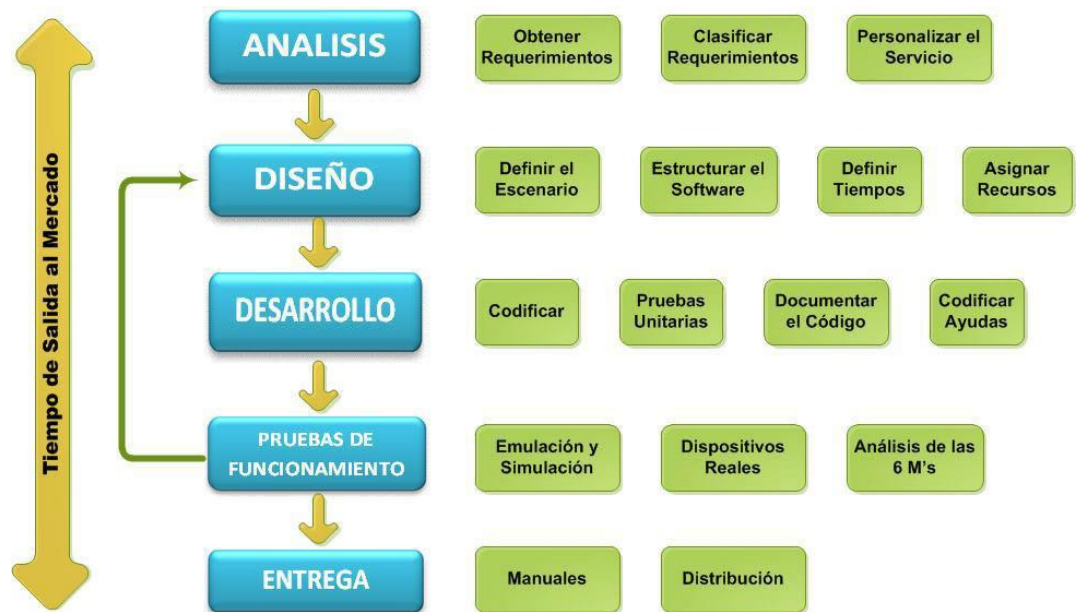 Tiempo de Salida al Mercado
ANALISIS
Obtener
Requerimientos
Clasificar
Requerimientos
Personalizar el
Servicio
DISEÑO
Definir el
Escenario
Estructurar el
Software
Definir
Tiempos
Asignar
Recursos
DESARROLLO
Codificar
Pruebas
Unitarias
Documentar
el Código
Codificar
Ayudas
PRUEBAS DE
FUNCIONAMIENTO
Emulación y
Simulación
Dispositivos
Reales
Análisis de las
6 M's
ENTREGA
Manuales
Distribución